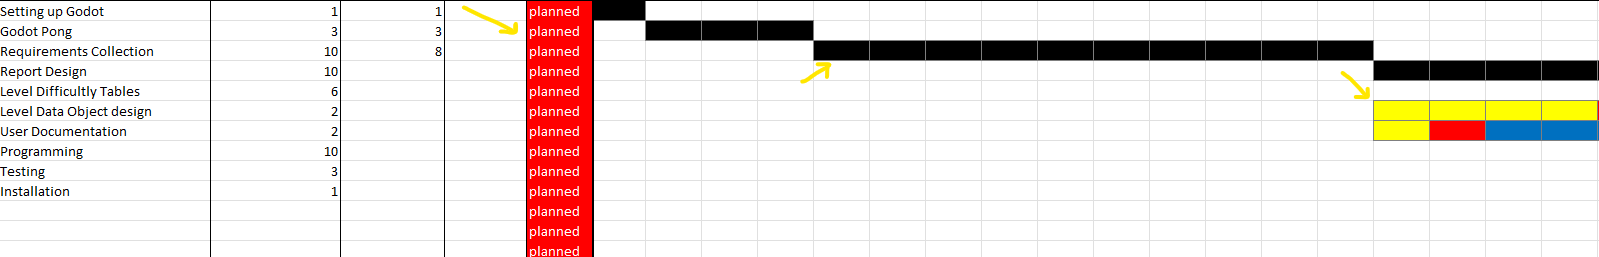 Setting up Godot 1 1 planned
Godot Pong 3 3 planned
Requirements Collection 10 8 planned
Report Design 10 planned
Level Difficultly Tables 6 planned
Level Data Object design 2 planned
User Documentation 2 planned
Programming 10 planned
Testing 3 planned
Installation 1 planned
planned
planned
planned